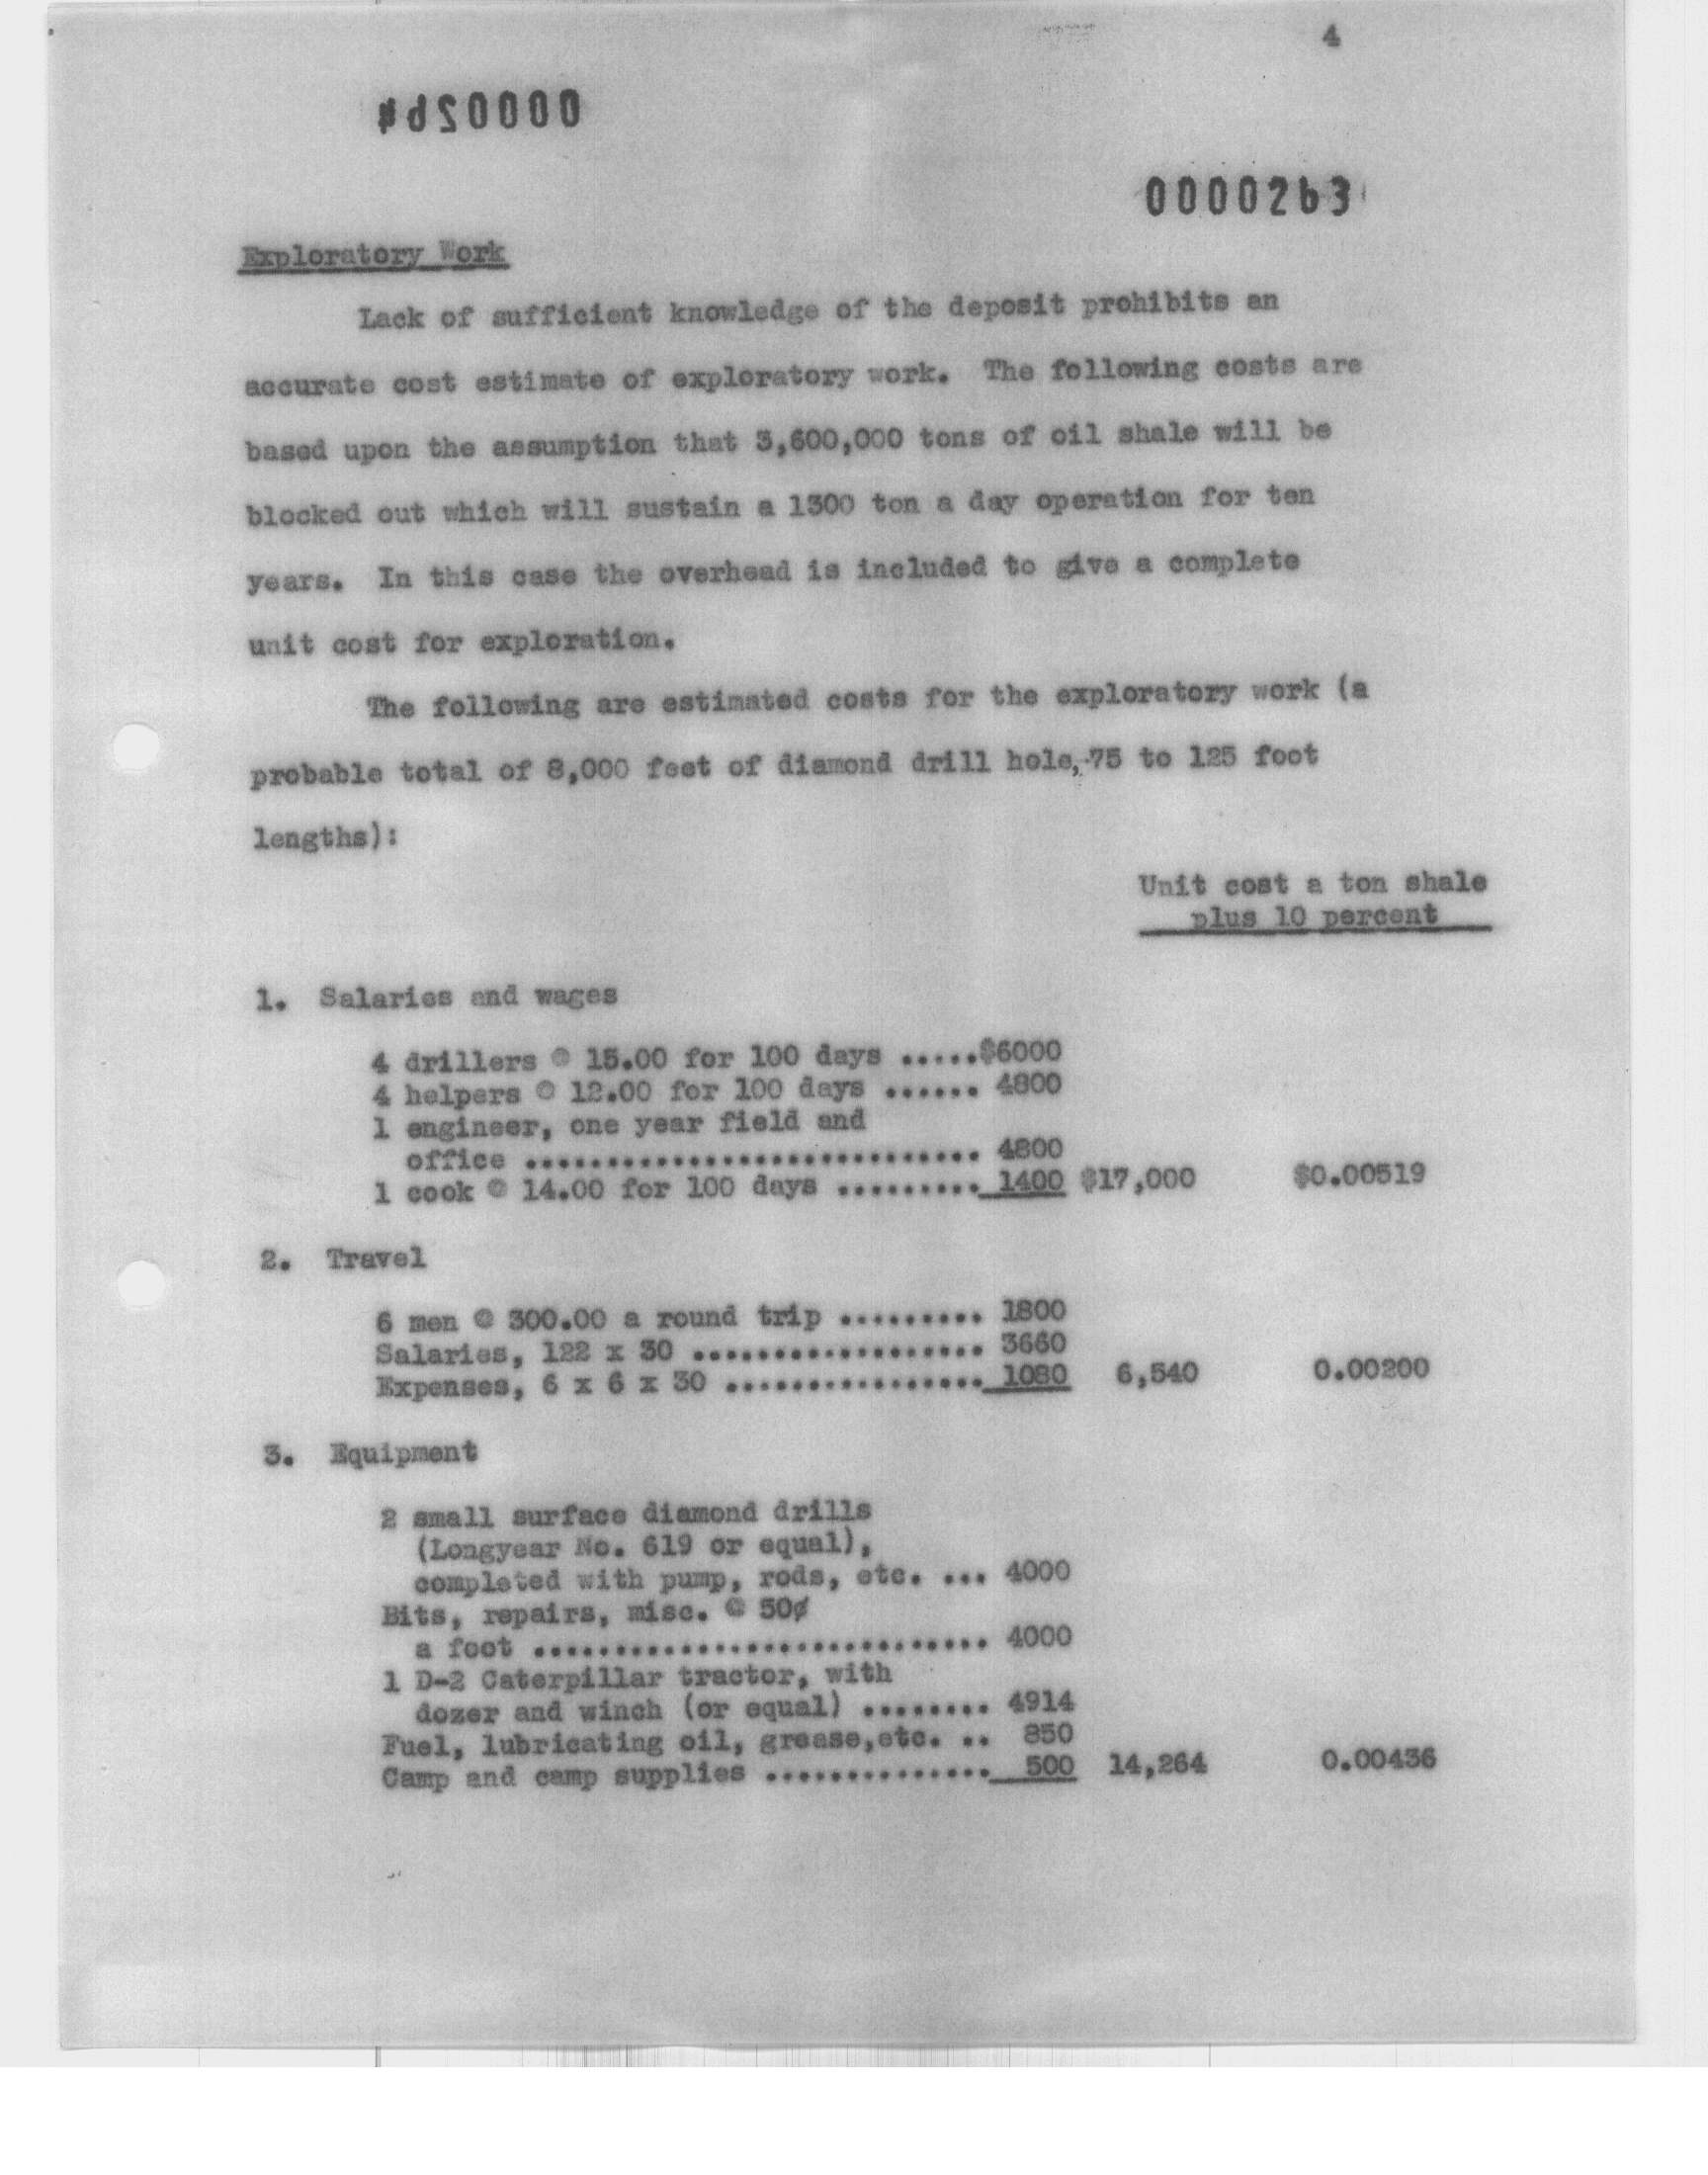 4
0000263
Exploratory Work
Lack of sufficient knowledge of the deposit prohibits an
accurate cost estimate of exploratory work. The following costs are
based upon the assumption that 3,600,000 tons of oil shale will be
blocked out which will sustain a 1300 ton a day operation for ten
years. In this case the overhead is included to give a complete
unit cost for exploration.
The following are estimated costs for the exploratory work (a
probable total of 8,000 feet of diamond drill hole, 75 to 125 foot
lengths):
Unit cost a ton shale
plus 10 percent
1. Salaries and wages
4 drillers @ 15.00 for 100 days .....$6000
4 helpers @ 12.00 for 100 days ...... 4800
1 engineer, one year field and
office ............................ 4800
1 cook @ 14.00 for 100 days ......... 1400 $17,000 $0.00519
2. Travel
6 men @ 300.00 a round trip ......... 1800
Salaries, 122 x 30 .................. 3660
Expenses, 6 x 6 x 30 ................ 1080 6,540 0.00200
3. Equipment
2 small surface diamond drills
(Longyear No. 619 or equal),
completed with pump, rods, etc. ... 4000
Bits, repairs, misc. @ 50¢
a foot ............................ 4000
1 D-2 Caterpillar tractor, with
dozer and winch (or equal) ........ 4914
Fuel, lubricating oil, grease,etc. .. 850
Camp and camp supplies .............. 500 14,264 0.00436